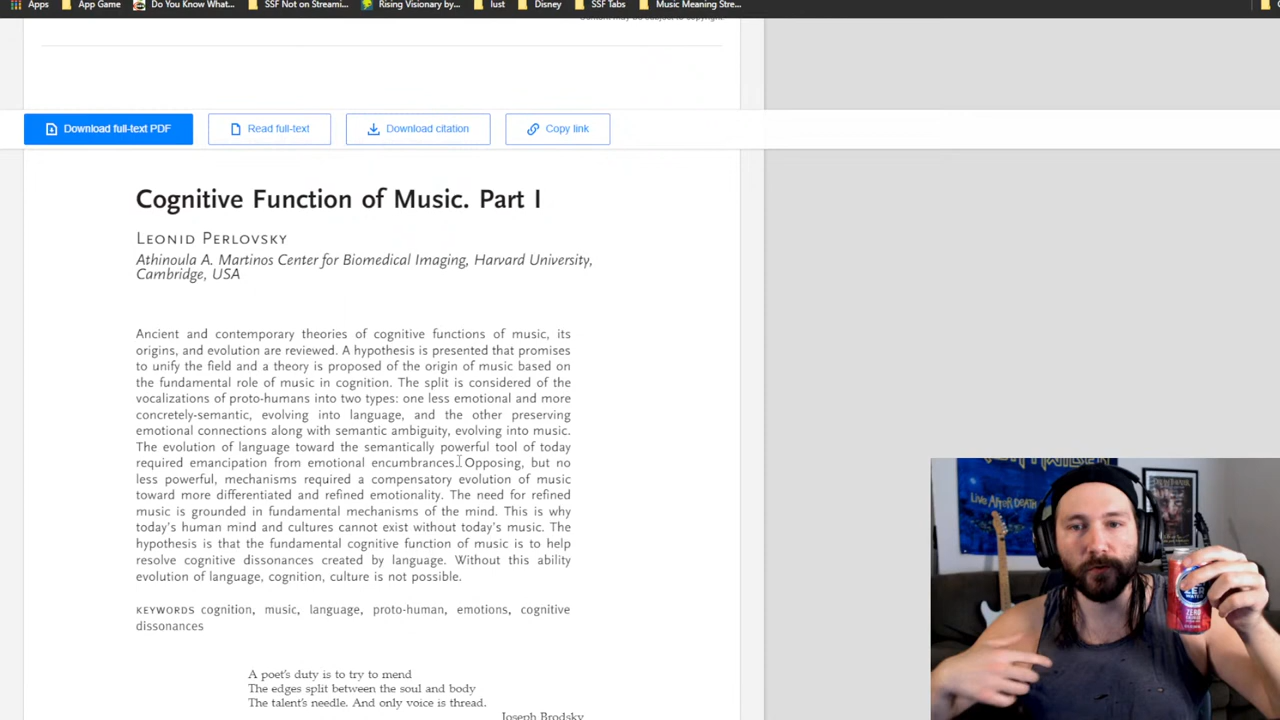 Apps App Game Do You Know What... SSF Not on Streami... Rising Visionary by... lust Disney SSF Tabs Music Meaning Stre...
Content may be subject to copyright.
Download full-text PDF Read full-text Download citation Copy link
Cognitive Function of Music. Part I
Leonid Perlovsky
Athinoula A. Martinos Center for Biomedical Imaging, Harvard University,
Cambridge, USA
Ancient and contemporary theories of cognitive functions of music, its
origins, and evolution are reviewed. A hypothesis is presented that promises
to unify the field and a theory is proposed of the origin of music based on
the fundamental role of music in cognition. The split is considered of the
vocalizations of proto-humans into two types: one less emotional and more
concretely-semantic, evolving into language, and the other preserving
emotional connections along with semantic ambiguity, evolving into music.
The evolution of language toward the semantically powerful tool of today
required emancipation from emotional encumbrances. Opposing, but no
less powerful, mechanisms required a compensatory evolution of music
toward more differentiated and refined emotionality. The need for refined
music is grounded in fundamental mechanisms of the mind. This is why
today's human mind and cultures cannot exist without today's music. The
hypothesis is that the fundamental cognitive function of music is to help
resolve cognitive dissonances created by language. Without this ability
evolution of language, cognition, culture is not possible.
KEYWORDS cognition, music, language, proto-human, emotions, cognitive
dissonances
A poet's duty is to try to mend
The edges split between the soul and body
The talent's needle. And only voice is thread.
Joseph Brodsky
LIVE AFTER DEATH
ZERO